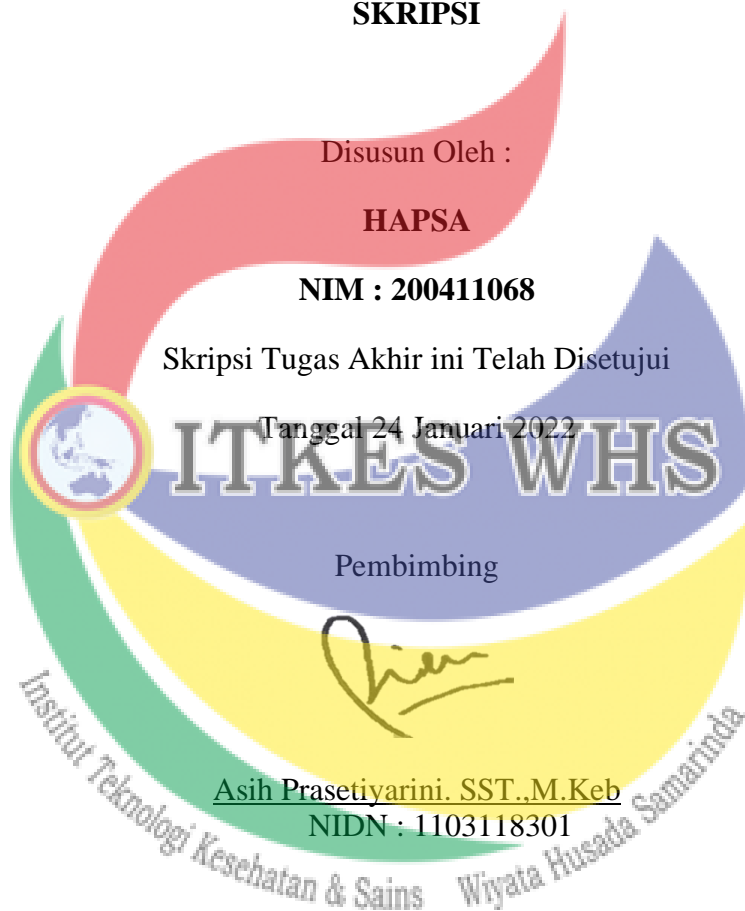 SKRIPSI
Disusun Oleh :
HAPSA
NIM : 200411068
Skripsi Tugas Akhir ini Telah Disetujui
Tanggal 24 Januari 2022
ITKES WHS
Pembimbing
Asih Prasetiyarini. SST.,M.Keb
NIDN : 1103118301
Institut Teknologi Kesehatan & Sains Wiyata Husada Samarinda